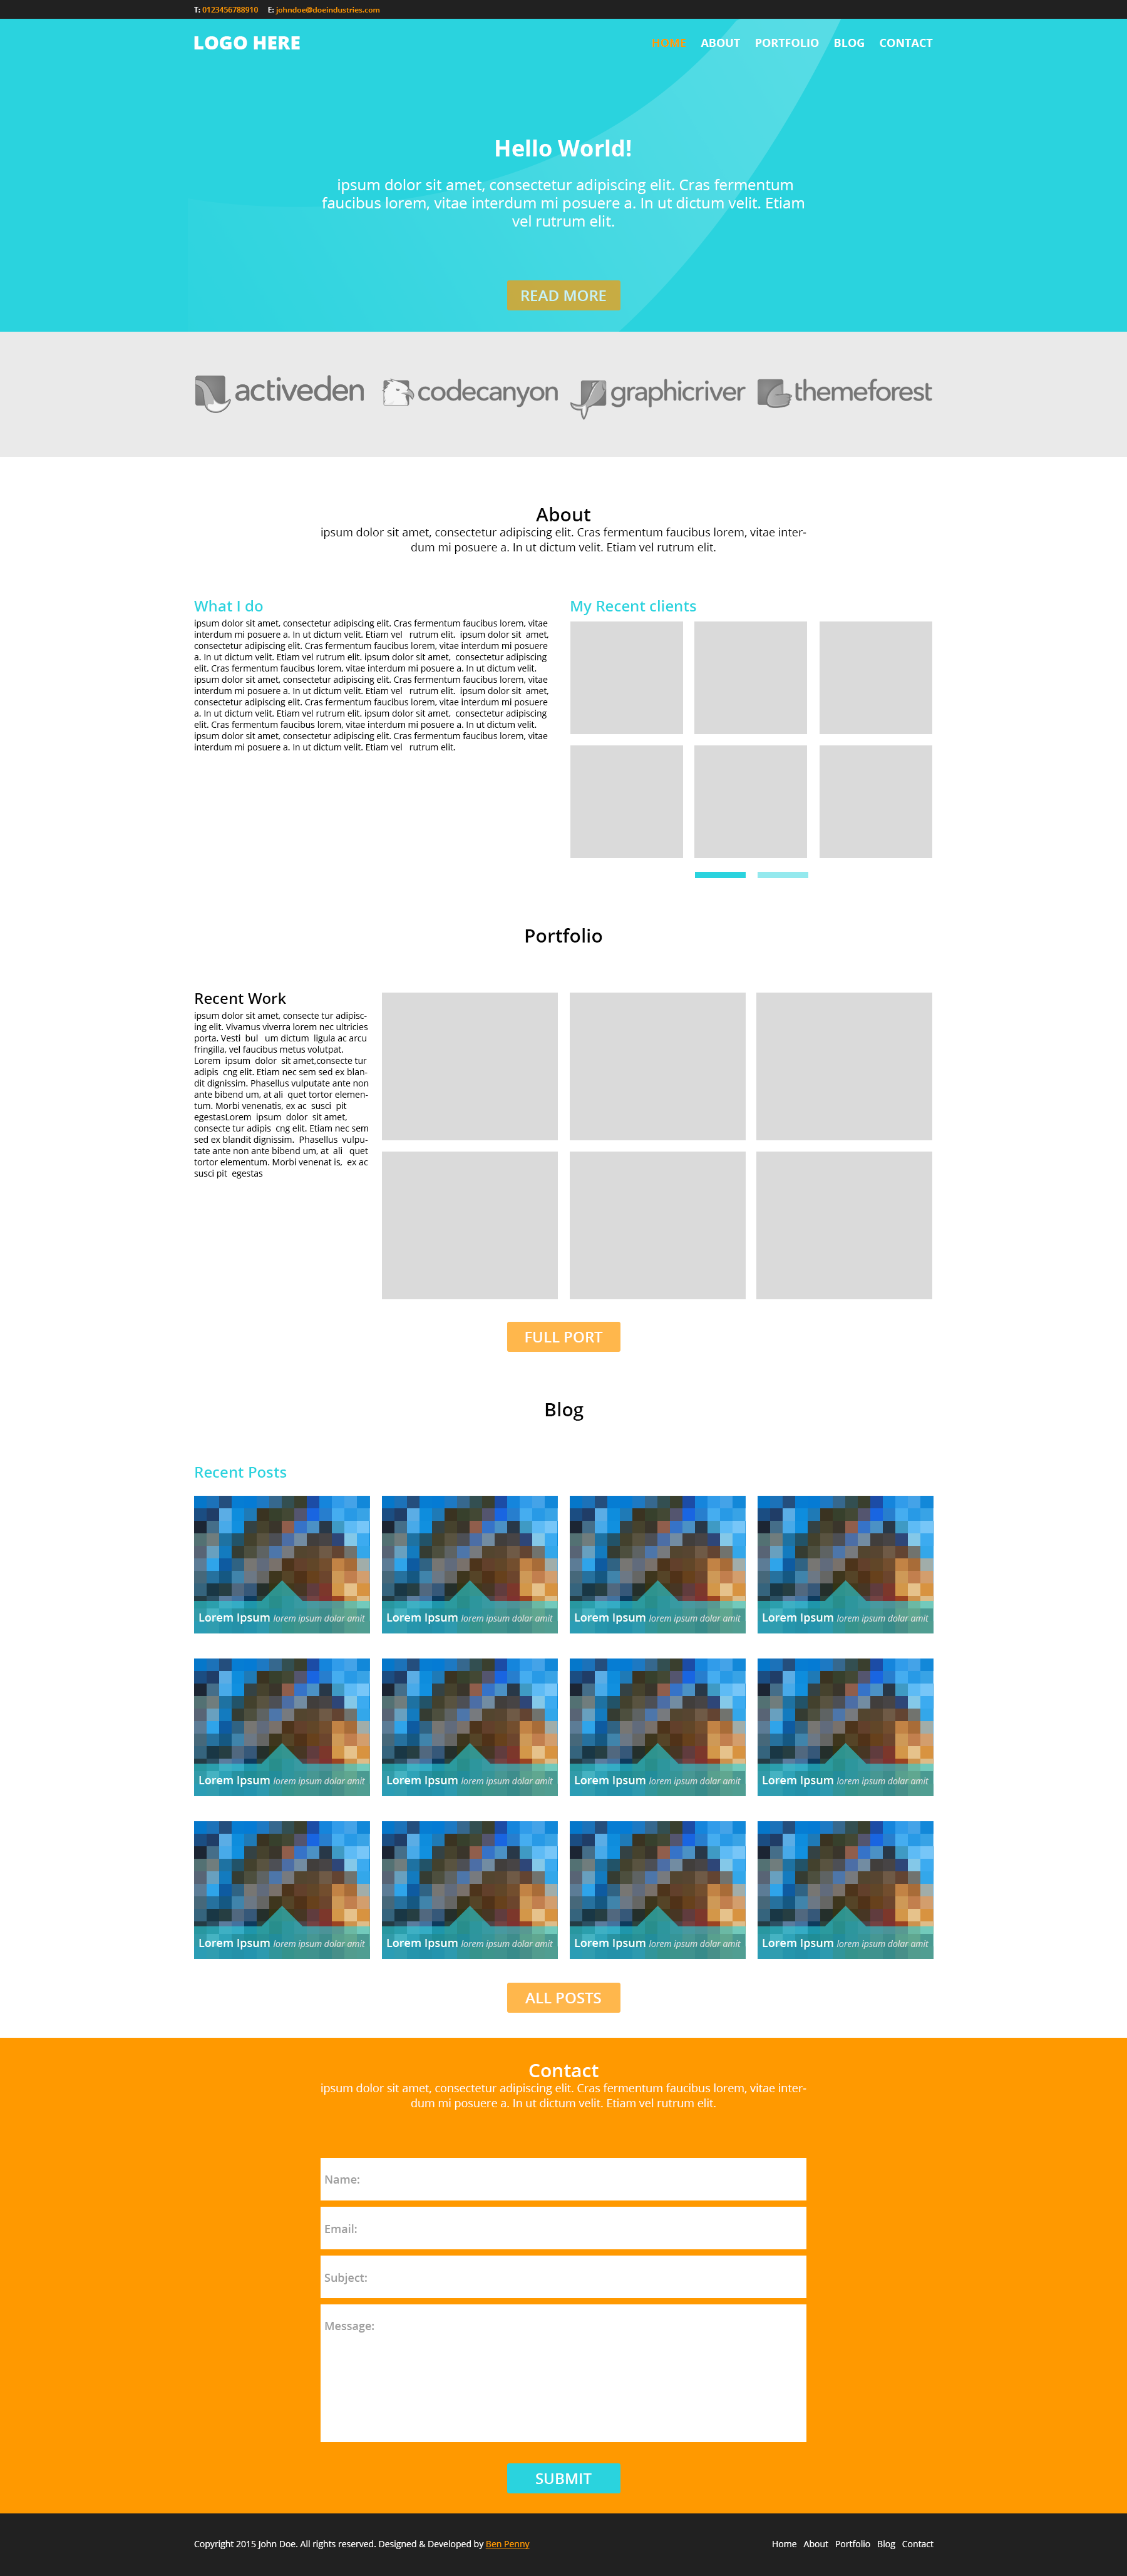 T: 0123456788910 E: johndoe@doeindustries.com
LOGO HERE
HOME ABOUT PORTFOLIO BLOG CONTACT
Hello World!
ipsum dolor sit amet, consectetur adipiscing elit. Cras fermentum
faucibus lorem, vitae interdum mi posuere a. In ut dictum velit. Etiam
vel rutrum elit.
READ MORE
activeden codecanyon graphicriver themeforest
About
ipsum dolor sit amet, consectetur adipiscing elit. Cras fermentum faucibus lorem, vitae inter-
dum mi posuere a. In ut dictum velit. Etiam vel rutrum elit.
What I do
ipsum dolor sit amet, consectetur adipiscing elit. Cras fermentum faucibus lorem, vitae
interdum mi posuere a. In ut dictum velit. Etiam vel rutrum elit. ipsum dolor sit amet,
consectetur adipiscing elit. Cras fermentum faucibus lorem, vitae interdum mi posuere
a. In ut dictum velit. Etiam vel rutrum elit. ipsum dolor sit amet, consectetur adipiscing
elit. Cras fermentum faucibus lorem, vitae interdum mi posuere a. In ut dictum velit.
ipsum dolor sit amet, consectetur adipiscing elit. Cras fermentum faucibus lorem, vitae
interdum mi posuere a. In ut dictum velit. Etiam vel rutrum elit. ipsum dolor sit amet,
consectetur adipiscing elit. Cras fermentum faucibus lorem, vitae interdum mi posuere
a. In ut dictum velit. Etiam vel rutrum elit. ipsum dolor sit amet, consectetur adipiscing
elit. Cras fermentum faucibus lorem, vitae interdum mi posuere a. In ut dictum velit.
ipsum dolor sit amet, consectetur adipiscing elit. Cras fermentum faucibus lorem, vitae
interdum mi posuere a. In ut dictum velit. Etiam vel rutrum elit.
My Recent clients
Portfolio
Recent Work
ipsum dolor sit amet, consecte tur adipisc-
ing elit. Vivamus viverra lorem nec ultricies
porta. Vesti bul um dictum ligula ac arcu
fringilla, vel faucibus metus volutpat.
Lorem ipsum dolor sit amet,consecte tur
adipis cng elit. Etiam nec sem sed ex blan-
dit dignissim. Phasellus vulputate ante non
ante bibend um, at ali quet tortor elemen-
tum. Morbi venenatis, ex ac susci pit
egestasLorem ipsum dolor sit amet,
consecte tur adipis cng elit. Etiam nec sem
sed ex blandit dignissim. Phasellus vulpu-
tate ante non ante bibend um, at ali quet
tortor elementum. Morbi venenat is, ex ac
susci pit egestas
FULL PORT
Blog
Recent Posts
Lorem Ipsum lorem ipsum dolar amit
Lorem Ipsum lorem ipsum dolar amit
Lorem Ipsum lorem ipsum dolar amit
Lorem Ipsum lorem ipsum dolar amit
Lorem Ipsum lorem ipsum dolar amit
Lorem Ipsum lorem ipsum dolar amit
Lorem Ipsum lorem ipsum dolar amit
Lorem Ipsum lorem ipsum dolar amit
Lorem Ipsum lorem ipsum dolar amit
Lorem Ipsum lorem ipsum dolar amit
Lorem Ipsum lorem ipsum dolar amit
Lorem Ipsum lorem ipsum dolar amit
ALL POSTS
Contact
ipsum dolor sit amet, consectetur adipiscing elit. Cras fermentum faucibus lorem, vitae inter-
dum mi posuere a. In ut dictum velit. Etiam vel rutrum elit.
Name:
Email:
Subject:
Message:
SUBMIT
Copyright 2015 John Doe. All rights reserved. Designed & Developed by Ben Penny
Home About Portfolio Blog Contact